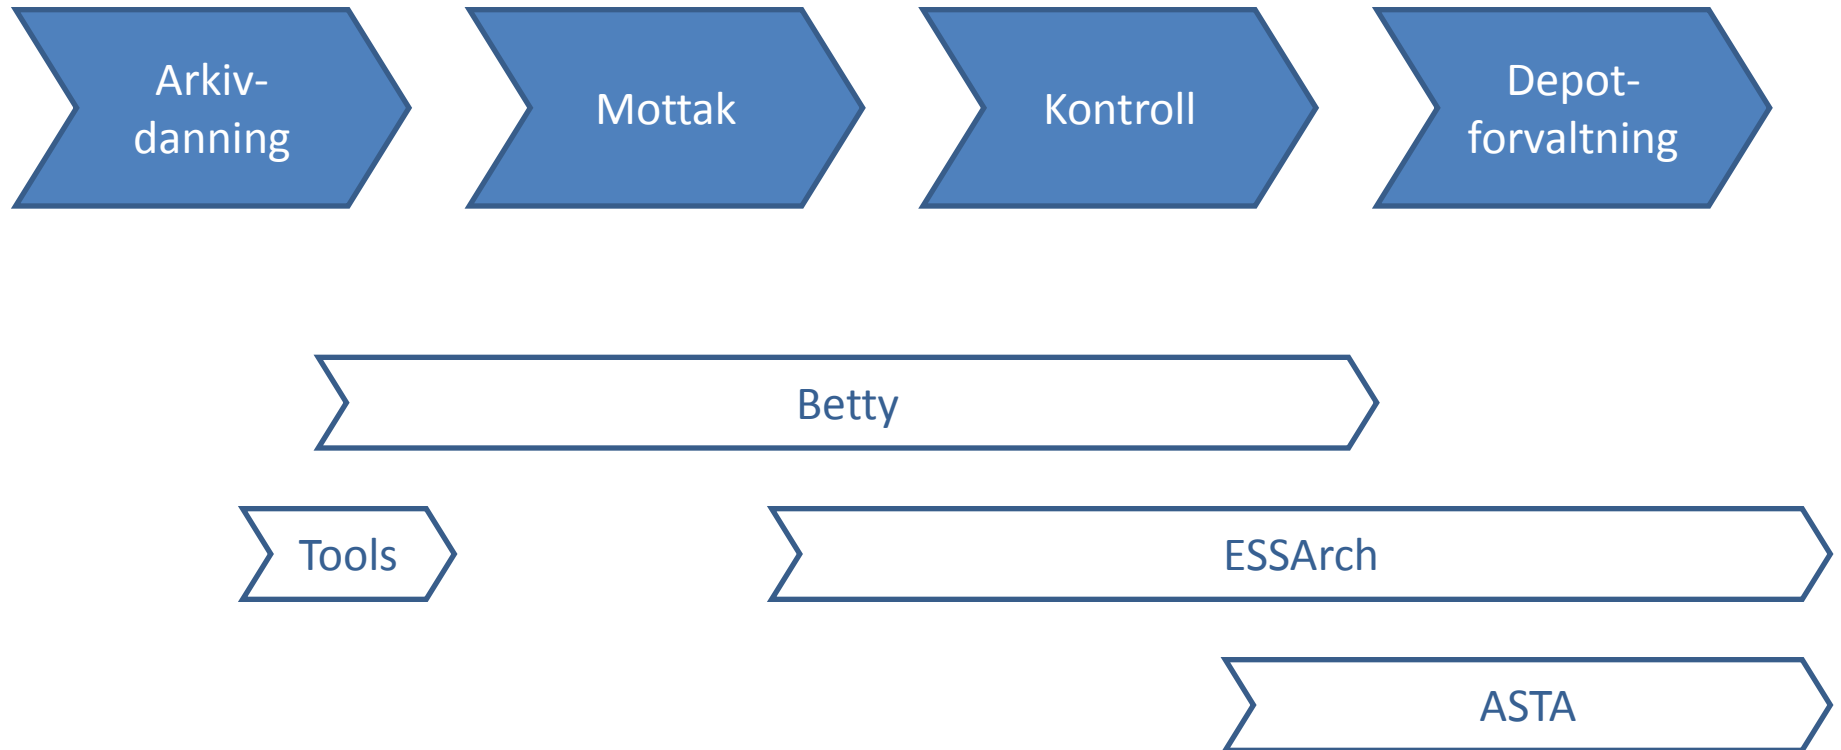 Arkiv-
danning
Mottak
Kontroll
Depot-
forvaltning
Betty
Tools
ESSArch
ASTA